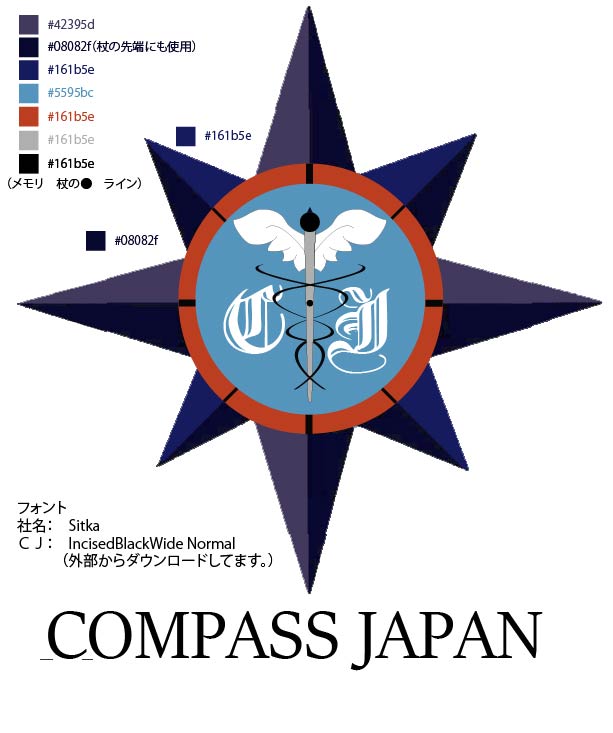 #42395d
#08082f(杖の先端にも使用)
#161b5e
#5595bc
#161b5e
#161b5e
#161b5e
(メモリ 杖の● ライン)
#161b5e
#08082f
C J
フォント
社名: Sitka
CJ: IncisedBlackWide Normal
(外部からダウンロードしてます。)
COMPASS JAPAN